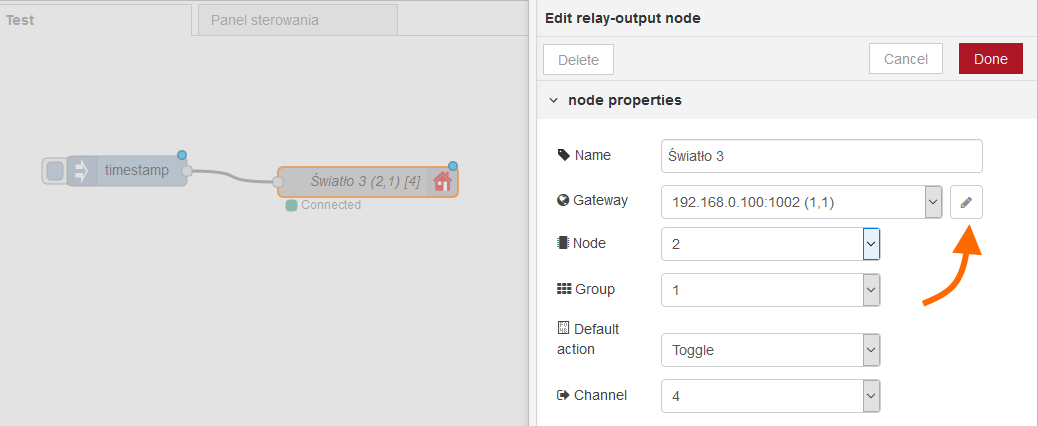 Test
Panel sterowania
timestamp
Światło 3 (2,1) [4]
Connected
Edit relay-output node
Delete
Cancel
Done
node properties
Name
Światło 3
Gateway
192.168.0.100:1002 (1,1)
Node
2
Group
1
Default
action
Toggle
Channel
4